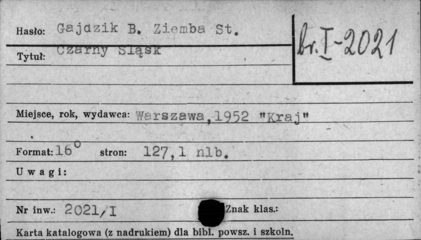 Hasło: Gajdzik B. Ziemba St.
Br. I-2021
Tytuł: Czarny Śląsk
Miejsce, rok, wydawca: Warszawa, 1952 "Kraj"
Format: 16° stron: 127,1 nlb.
Uwagi:
Nr inw.: 2021/I Znak klas.:
Karta katalogowa (z nadrukiem) dla bibl. powsz. i szkoln.